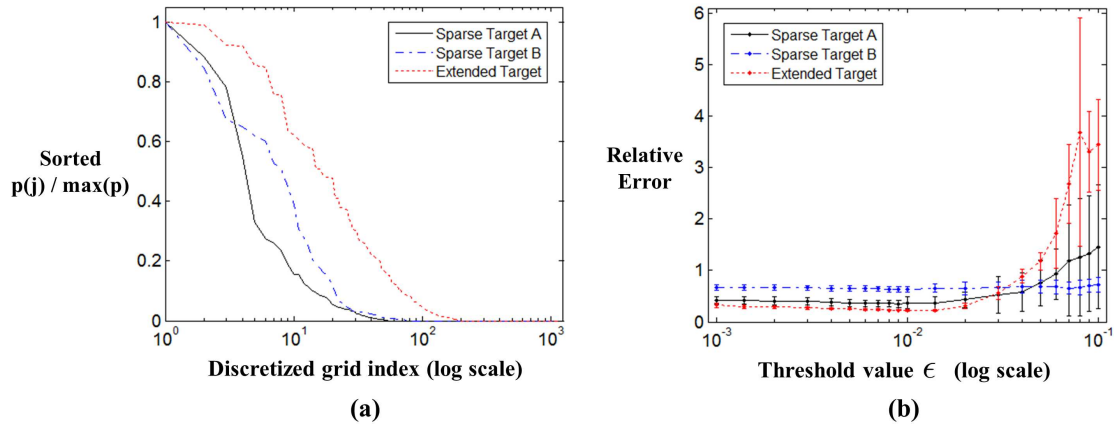 1
0.8
0.6
0.4
0.2
0
10^0
10^1
10^2
10^3
Sparse Target A
Sparse Target B
Extended Target
Sorted
p(j) / max(p)
Discretized grid index (log scale)
(a)
6
5
4
3
2
1
0
10^-3
10^-2
10^-1
Sparse Target A
Sparse Target B
Extended Target
Relative
Error
Threshold value ϵ (log scale)
(b)